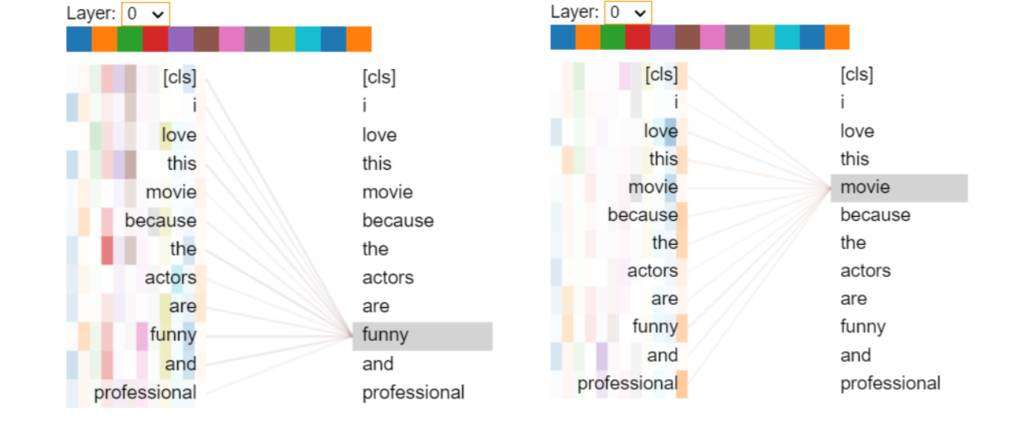 Layer: 0
[cls] [cls]
i i
love love
this this
movie movie
because because
the the
actors actors
are are
funny funny
and and
professional professional
Layer: 0
[cls] [cls]
i i
love love
this this
movie movie
because because
the the
actors actors
are are
funny funny
and and
professional professional